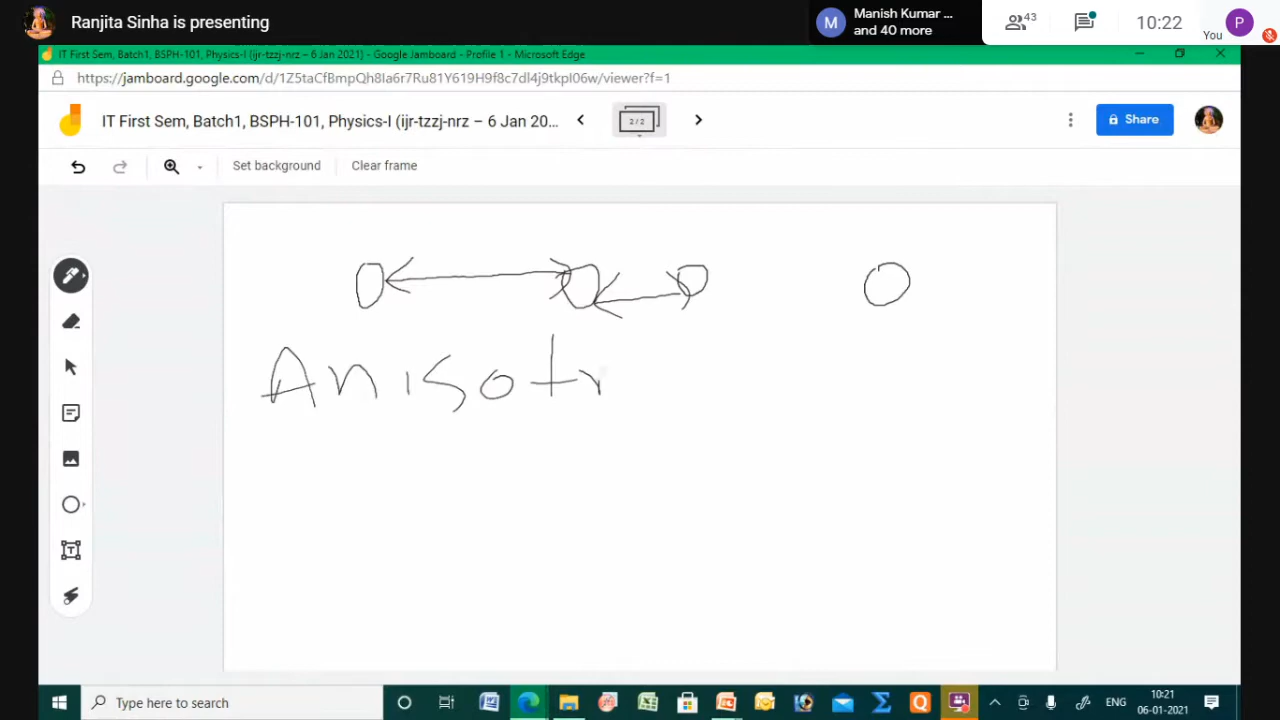 Ranjita Sinha is presenting
M Manish Kumar ... and 40 more
43
10:22
You
P
IT First Sem, Batch1, BSPH-101, Physics-I (ijr-tzzj-nrz – 6 Jan 2021) - Google Jamboard - Profile 1 - Microsoft Edge
https://jamboard.google.com/d/1Z5taCfBmpQh8Ia6r7Ru81Y619H9f8c7dl4j9tkpI06w/viewer?f=1
IT First Sem, Batch1, BSPH-101, Physics-I (ijr-tzzj-nrz – 6 Jan 20...
2/2
Share
Set background
Clear frame
Anisotr
Type here to search
ENG
10:21
06-01-2021